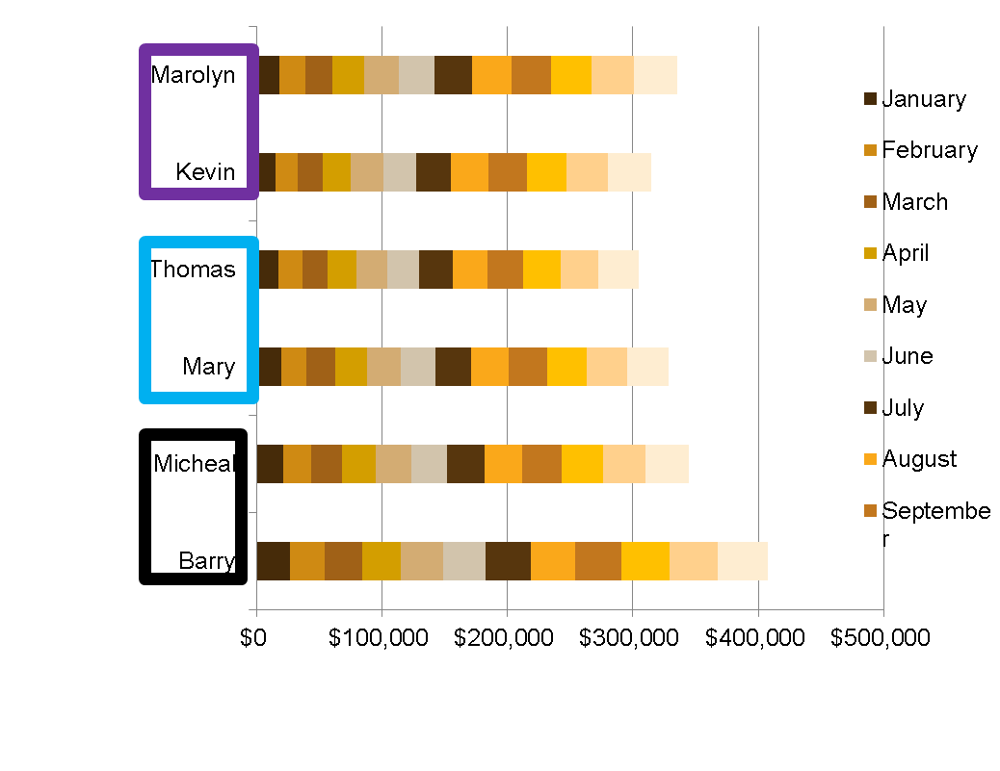 Marolyn
Kevin
Thomas
Mary
Micheal
Barry
$0 $100,000 $200,000 $300,000 $400,000 $500,000
January
February
March
April
May
June
July
August
Septembe
r